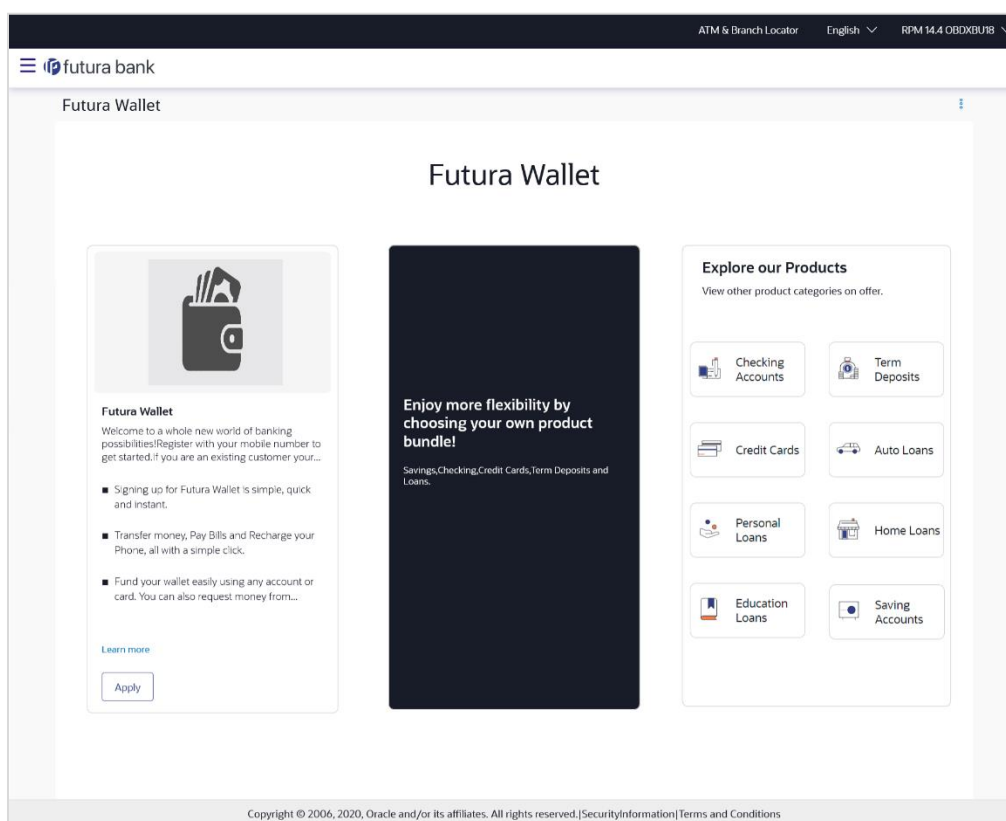 ATM & Branch Locator English RPM 14.4 OBDXBU18
futura bank
Futura Wallet
Futura Wallet
Futura Wallet
Welcome to a whole new world of banking
possibilities!Register with your mobile number to
get started.If you are an existing customer your...
Signing up for Futura Wallet is simple, quick
and instant.
Transfer money, Pay Bills and Recharge your
Phone, all with a simple click.
Fund your wallet easily using any account or
card. You can also request money from...
Learn more
Apply
Enjoy more flexibility by
choosing your own product
bundle!
Savings,Checking,Credit Cards,Term Deposits and
Loans.
Explore our Products
View other product categories on offer.
Checking
Accounts
Term
Deposits
Credit Cards
Auto Loans
Personal
Loans
Home Loans
Education
Loans
Saving
Accounts
Copyright © 2006, 2020, Oracle and/or its affiliates. All rights reserved.|SecurityInformation|Terms and Conditions